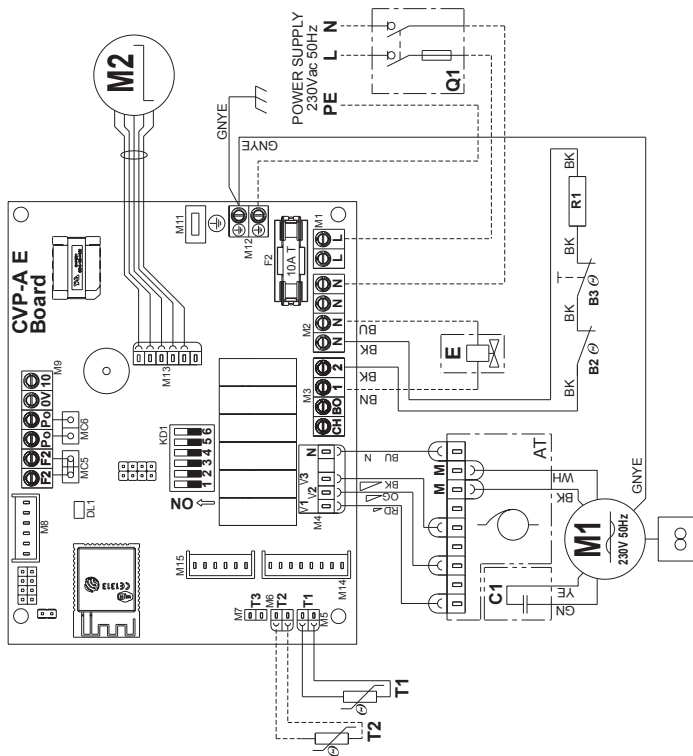 CVP-A E
Board
M2
GNYE
GNYE
POWER SUPPLY
230Vac 50Hz
PE
L
N
Q1
M11
M12
F2
10A T
M1
L
L
N
N
N
N
M2
BU
BK
2
1
BO
CH
M3
BK
BN
E
BK
R1
BK
B3
BK
B2
BK
M9
F2
F2
Po
Po
0V
10
MC5
MC6
M13
KD1
1 2 3 4 5 6
ON
M8
DL1
CE1313
M15
M14
M7
T3
M6
T2
T1
M5
M4
V1
V2
V3
N
RD
OG
BK
N
BU
M
M
AT
WH
BK
GNYE
M1
230V 50Hz
C1
YE
GN
T1
T2